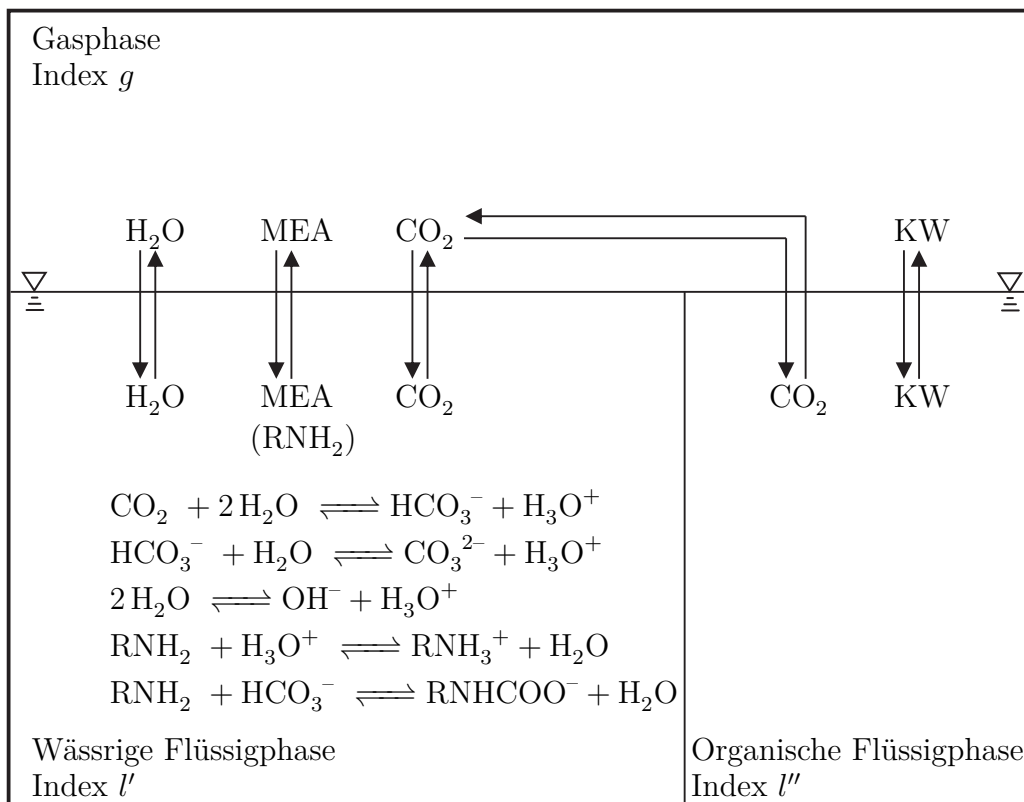 Gasphase
Index g
H₂O MEA CO₂ KW
H₂O MEA CO₂ CO₂ KW
(RNH₂)
CO₂ + 2 H₂O ⇌ HCO₃⁻ + H₃O⁺
HCO₃⁻ + H₂O ⇌ CO₃²⁻ + H₃O⁺
2 H₂O ⇌ OH⁻ + H₃O⁺
RNH₂ + H₃O⁺ ⇌ RNH₃⁺ + H₂O
RNH₂ + HCO₃⁻ ⇌ RNHCOO⁻ + H₂O
Wässrige Flüssigphase
Index l′
Organische Flüssigphase
Index l″